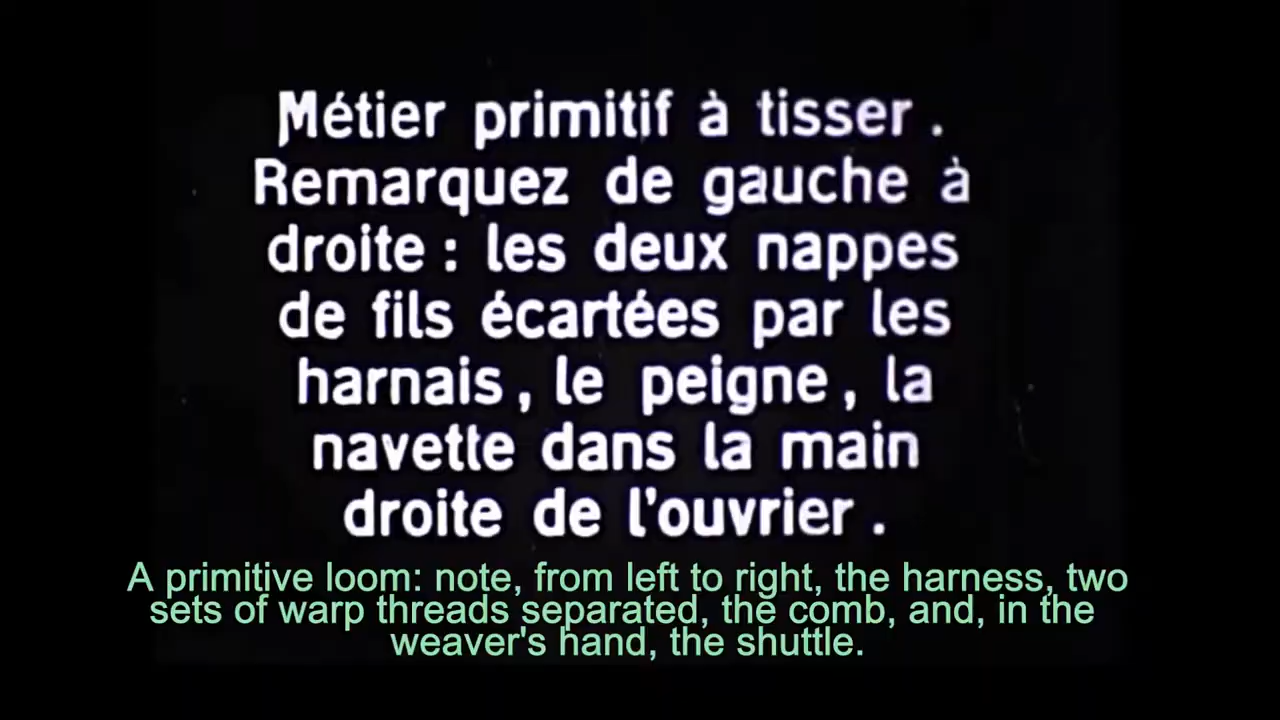 Métier primitif à tisser .
Remarquez de gauche à
droite : les deux nappes
de fils écartées par les
harnais , le peigne , la
navette dans la main
droite de l'ouvrier .
A primitive loom: note, from left to right, the harness, two
sets of warp threads separated, the comb, and, in the
weaver's hand, the shuttle.